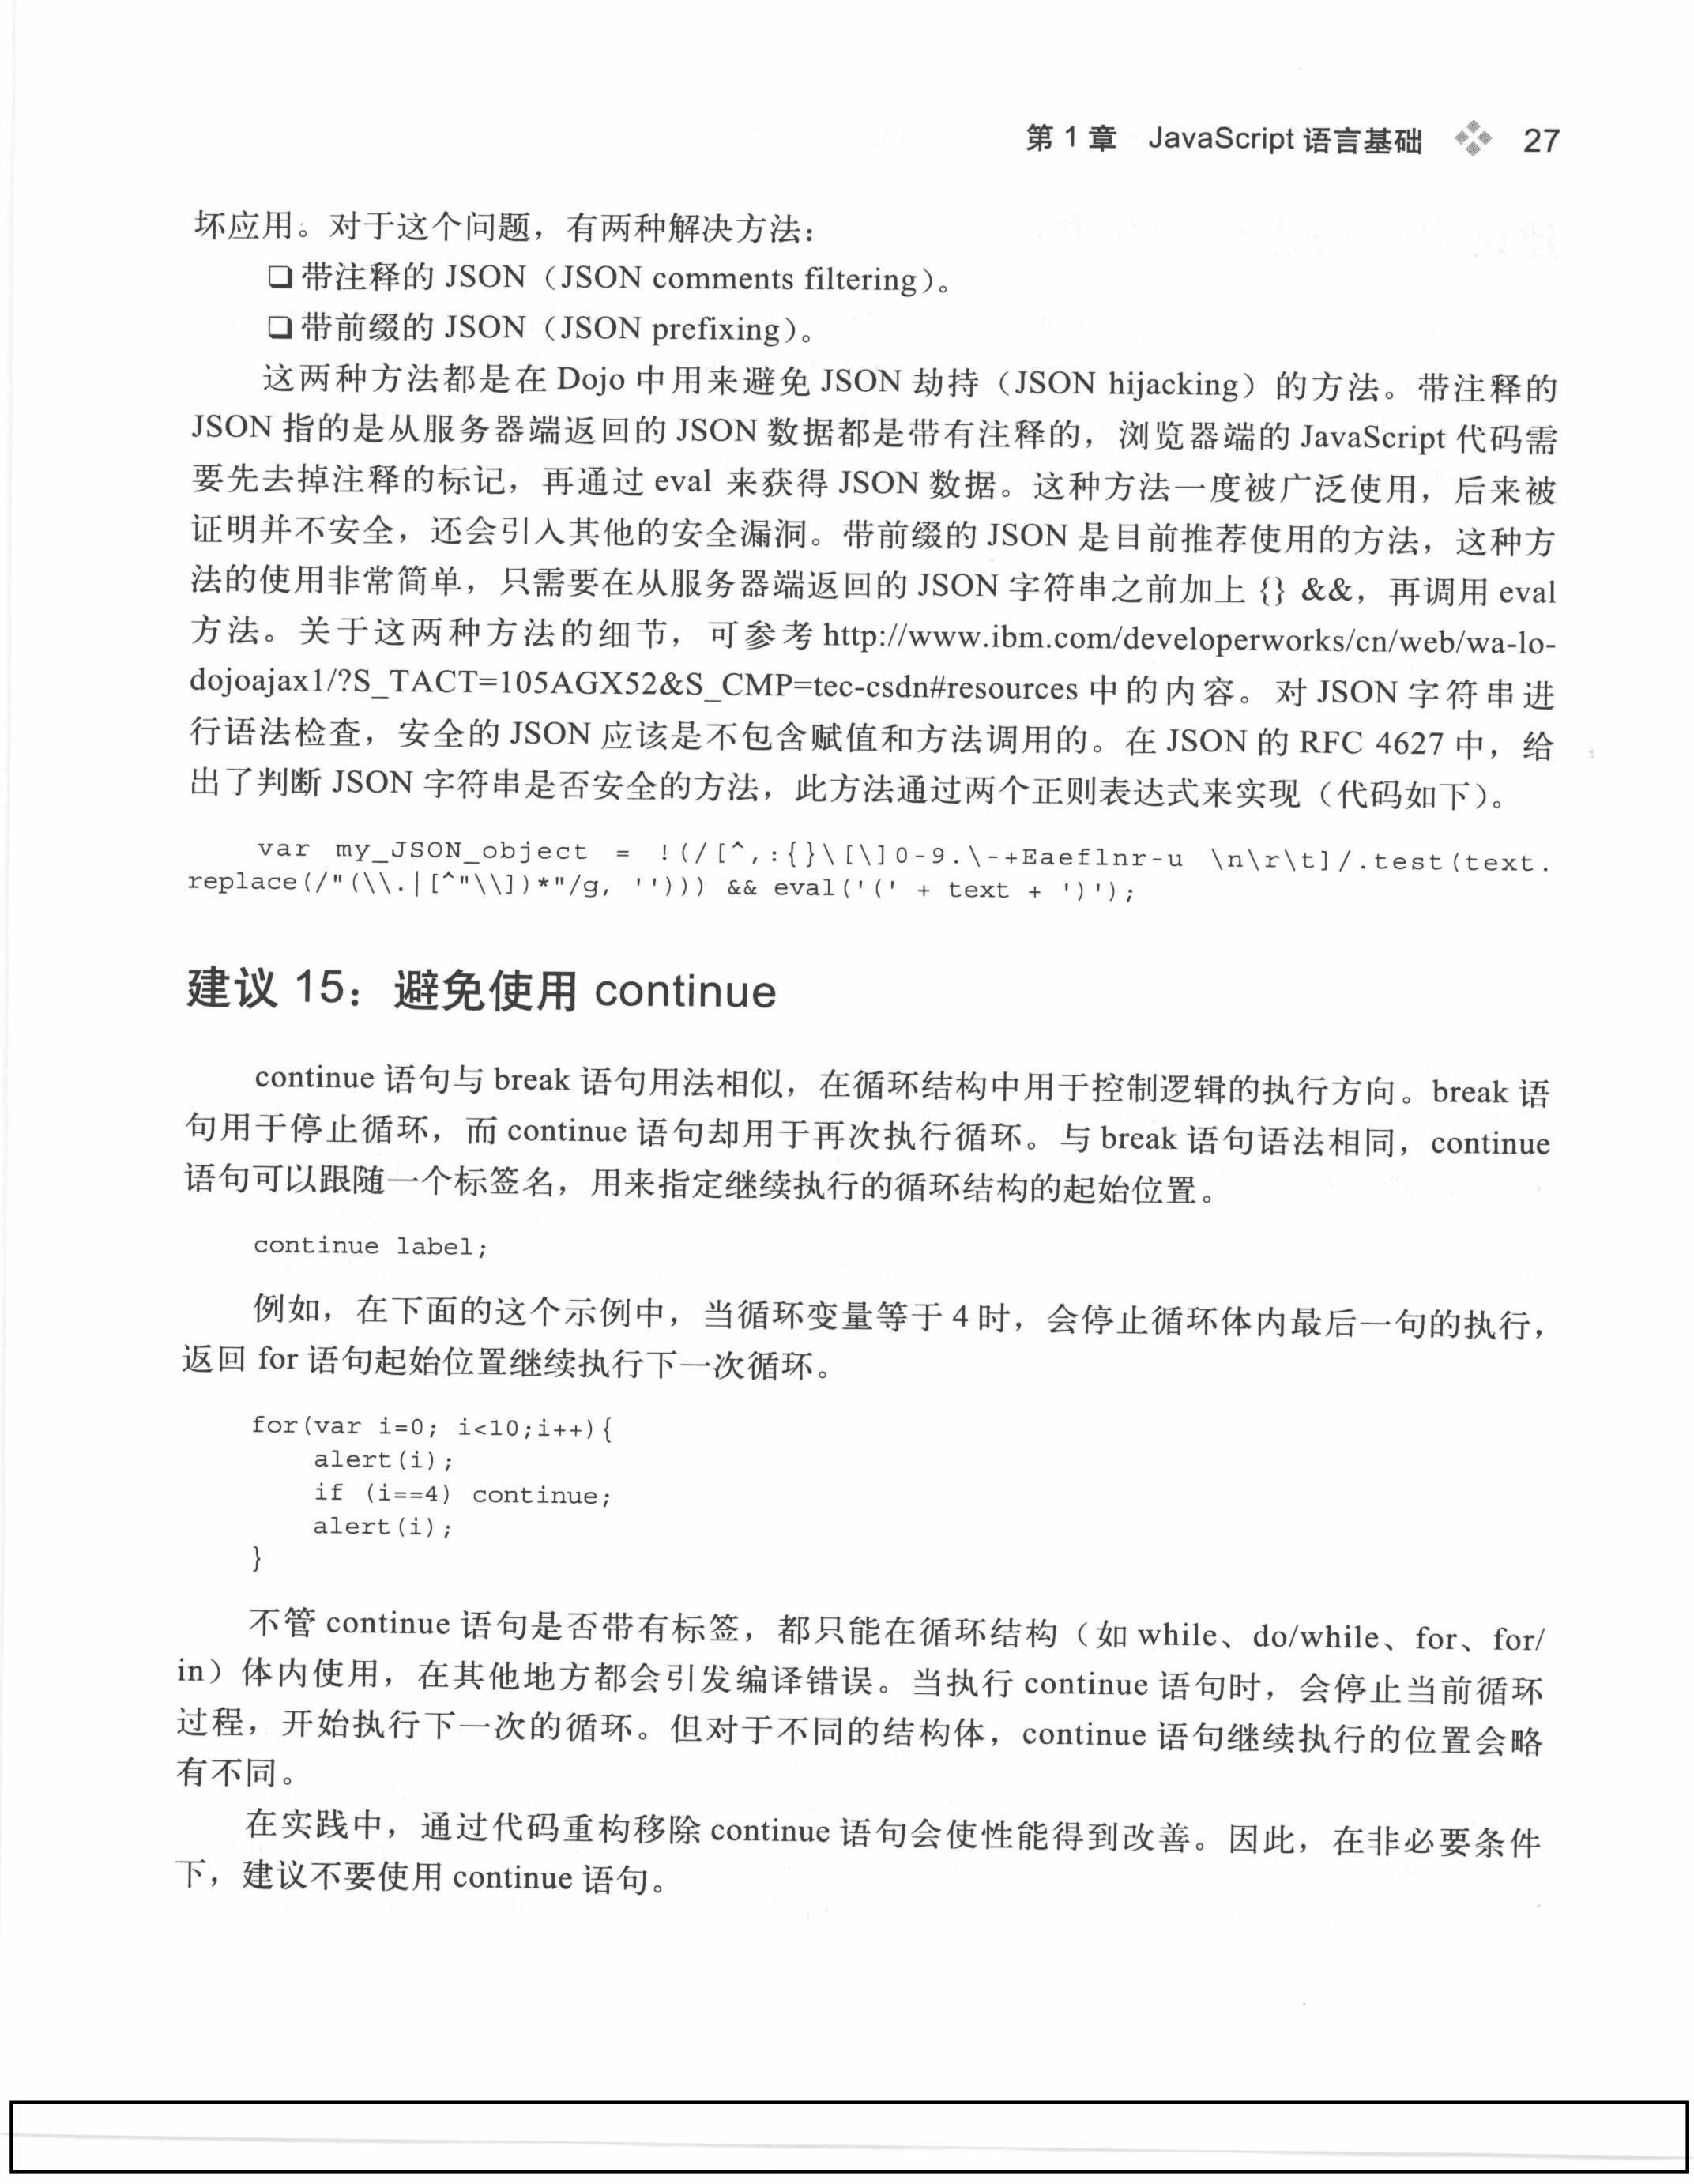 第 1 章 JavaScript 语言基础 27
坏应用。对于这个问题，有两种解决方法：
❑ 带注释的 JSON（JSON comments filtering）。
❑ 带前缀的 JSON（JSON prefixing）。
这两种方法都是在 Dojo 中用来避免 JSON 劫持（JSON hijacking）的方法。带注释的
JSON 指的是从服务器端返回的 JSON 数据都是带有注释的，浏览器端的 JavaScript 代码需
要先去掉注释的标记，再通过 eval 来获得 JSON 数据。这种方法一度被广泛使用，后来被
证明并不安全，还会引入其他的安全漏洞。带前缀的 JSON 是目前推荐使用的方法，这种方
法的使用非常简单，只需要在从服务器端返回的 JSON 字符串之前加上 {} &&，再调用 eval
方法。关于这两种方法的细节，可参考 http://www.ibm.com/developerworks/cn/web/wa-lo-
dojoajax1/?S_TACT=105AGX52&S_CMP=tec-csdn#resources 中的内容。对 JSON 字符串进
行语法检查，安全的 JSON 应该是不包含赋值和方法调用的。在 JSON 的 RFC 4627 中，给
出了判断 JSON 字符串是否安全的方法，此方法通过两个正则表达式来实现（代码如下）。
var my_JSON_object = !(/[^,:{}\[\]0-9.\-+Eaeflnr-u \n\r\t]/.test(text.
replace(/"(\\.|[^"\\])*"/g, ''))) && eval('(' + text + ')');
建议 15：避免使用 continue
continue 语句与 break 语句用法相似，在循环结构中用于控制逻辑的执行方向。break 语
句用于停止循环，而 continue 语句却用于再次执行循环。与 break 语句语法相同，continue
语句可以跟随一个标签名，用来指定继续执行的循环结构的起始位置。
continue label;
例如，在下面的这个示例中，当循环变量等于 4 时，会停止循环体内最后一句的执行，
返回 for 语句起始位置继续执行下一次循环。
for(var i=0; i<10;i++){
alert(i);
if (i==4) continue;
alert(i);
}
不管 continue 语句是否带有标签，都只能在循环结构（如 while、do/while、for、for/
in）体内使用，在其他地方都会引发编译错误。当执行 continue 语句时，会停止当前循环
过程，开始执行下一次的循环。但对于不同的结构体，continue 语句继续执行的位置会略
有不同。
在实践中，通过代码重构移除 continue 语句会使性能得到改善。因此，在非必要条件
下，建议不要使用 continue 语句。